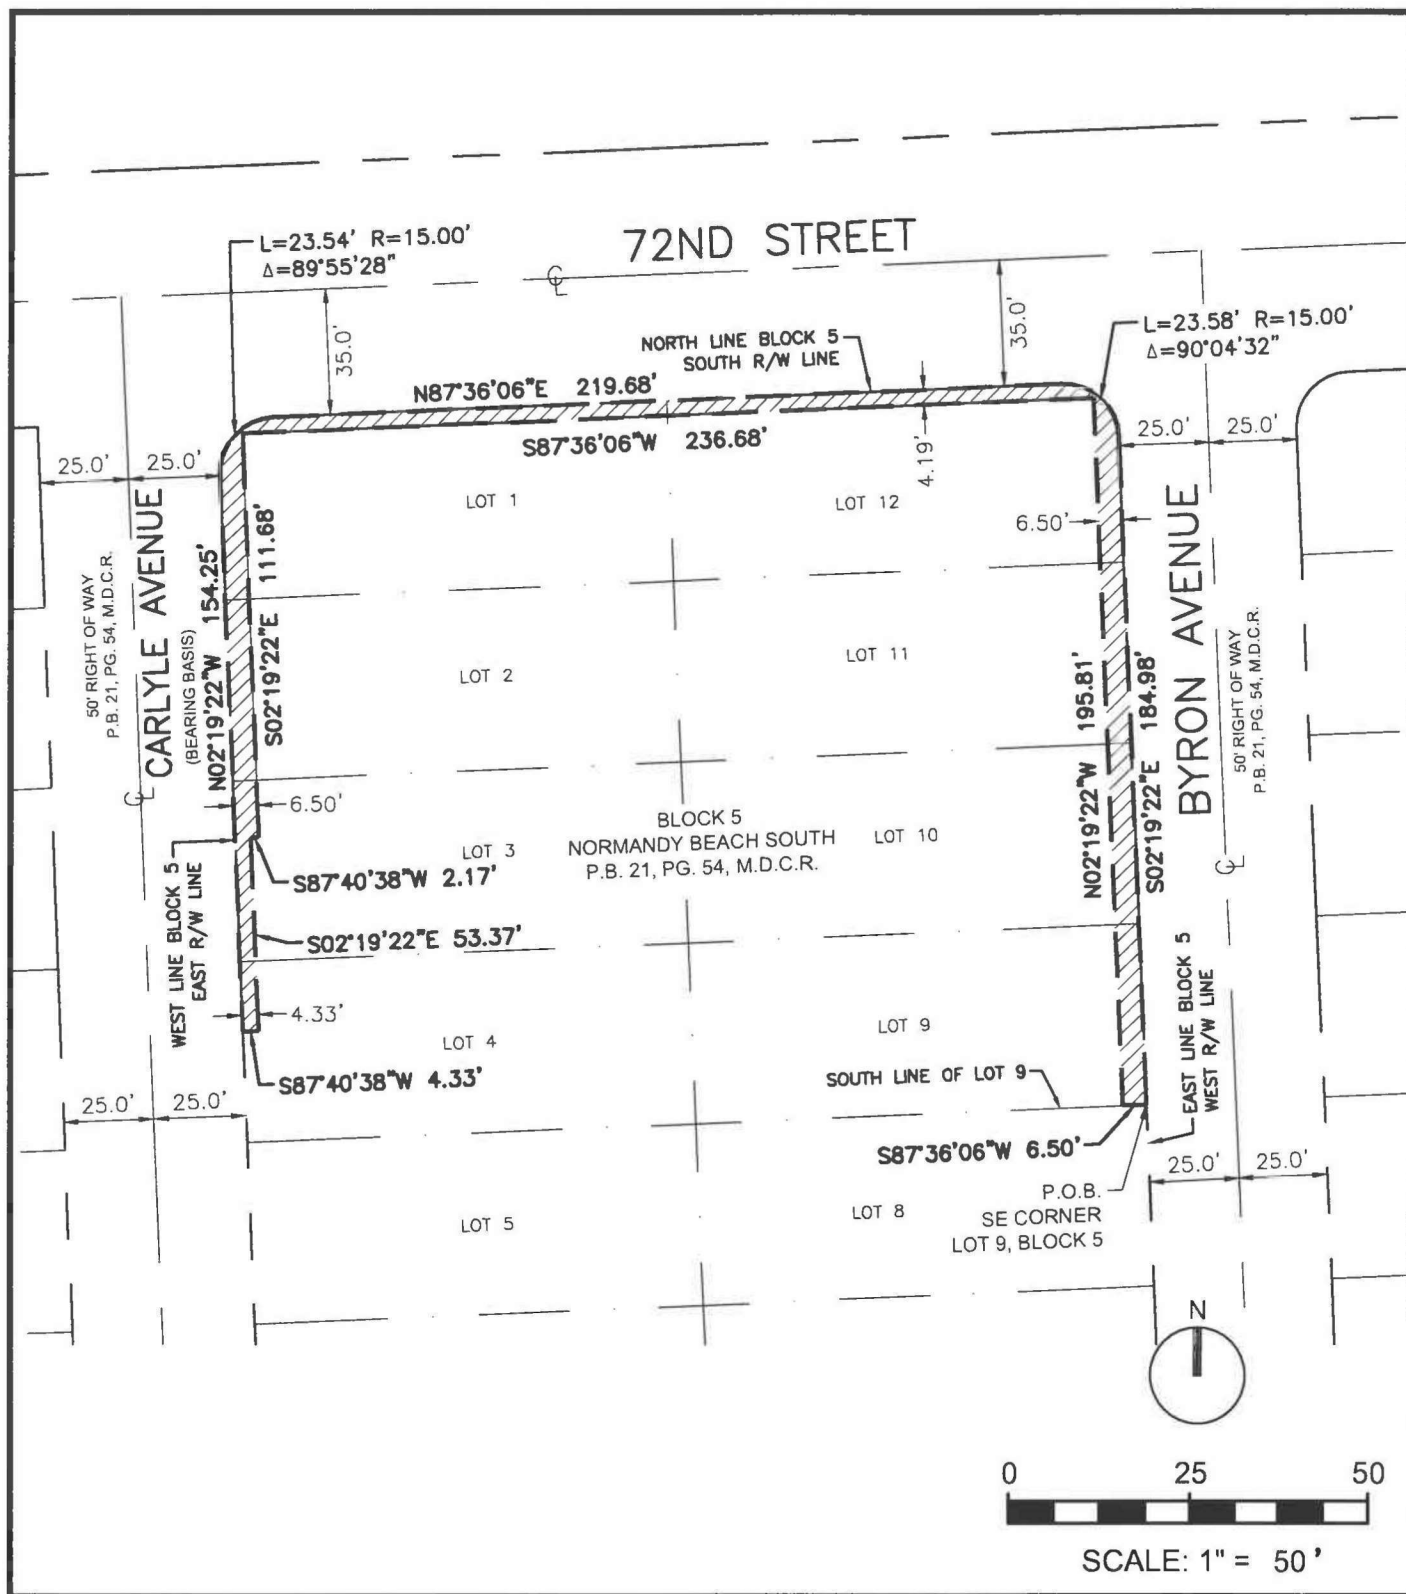 72ND STREET
L=23.54' R=15.00'
Δ=89°55'28"
℄
35.0'
35.0'
NORTH LINE BLOCK 5
SOUTH R/W LINE
L=23.58' R=15.00'
Δ=90°04'32"
N87°36'06"E 219.68'
S87°36'06"W 236.68'
4.19'
25.0'
25.0'
25.0'
25.0'
LOT 1
LOT 12
6.50'
50' RIGHT OF WAY
P.B. 21, PG. 54, M.D.C.R.
CARLYLE AVENUE
(BEARING BASIS)
℄
N02°19'22"W 154.25'
S02°19'22"E 111.68'
LOT 2
LOT 11
N02°19'22"W 195.81'
S02°19'22"E 184.98'
BYRON AVENUE
50' RIGHT OF WAY
P.B. 21, PG. 54, M.D.C.R.
℄
6.50'
BLOCK 5
NORMANDY BEACH SOUTH
P.B. 21, PG. 54, M.D.C.R.
LOT 3
LOT 10
S87°40'38"W 2.17'
WEST LINE BLOCK 5
EAST R/W LINE
S02°19'22"E 53.37'
4.33'
LOT 4
LOT 9
S87°40'38"W 4.33'
SOUTH LINE OF LOT 9
EAST LINE BLOCK 5
WEST R/W LINE
25.0'
25.0'
S87°36'06"W 6.50'
25.0'
25.0'
P.O.B.
SE CORNER
LOT 9, BLOCK 5
LOT 5
LOT 8
N
0 25 50
SCALE: 1" = 50'